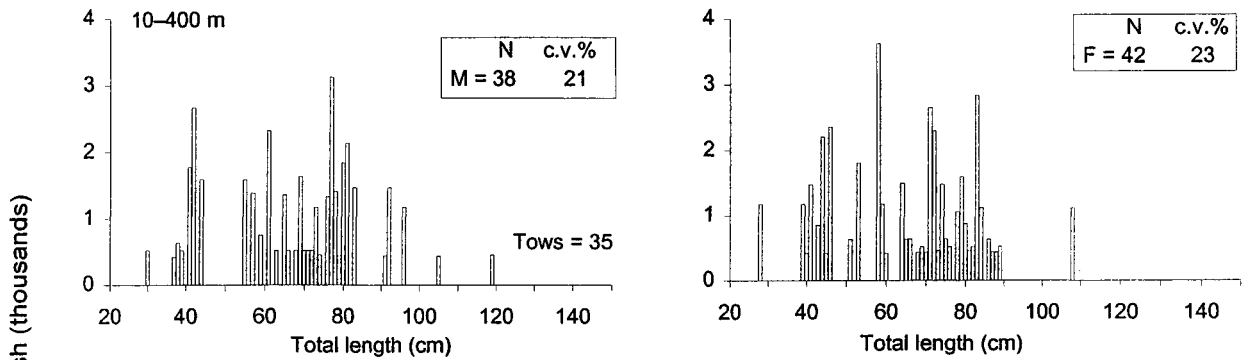 10–400 m
4
3
2
1
0
N c.v.%
M = 38 21
Tows = 35
20 40 60 80 100 120 140
Total length (cm)
4
3
2
1
0
N c.v.%
F = 42 23
20 40 60 80 100 120 140
Total length (cm)
(thousands)